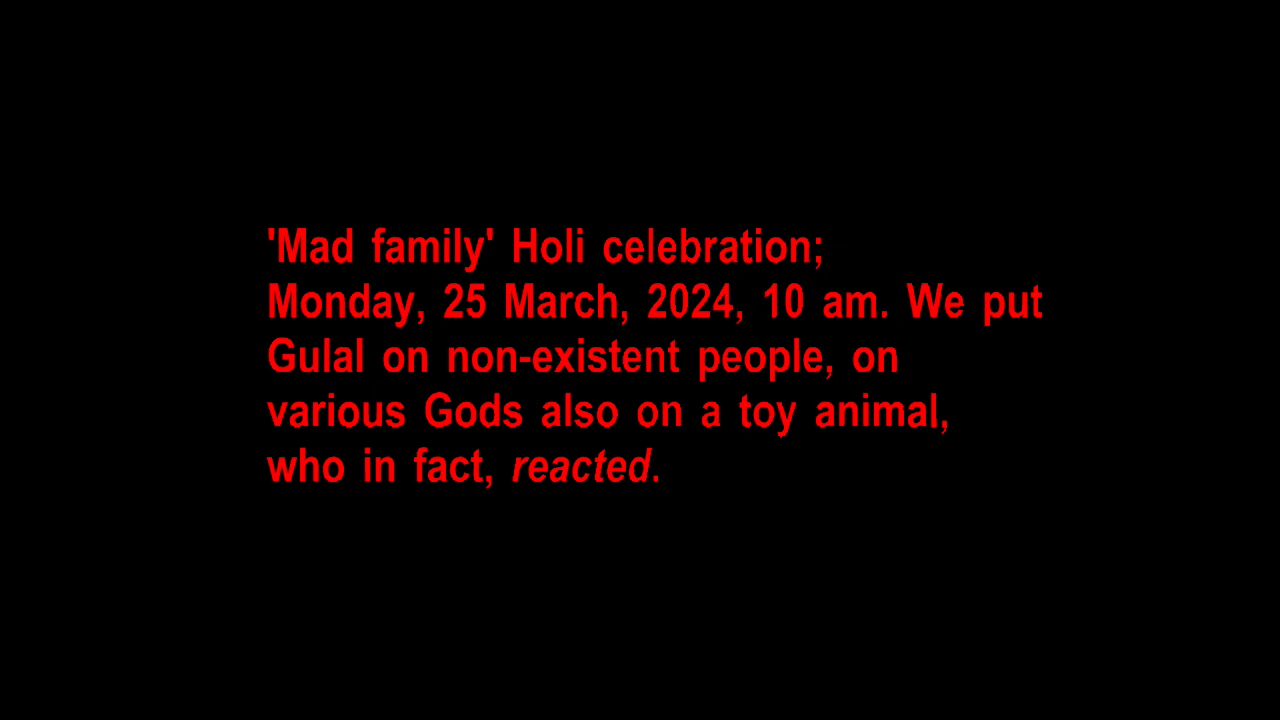 'Mad family' Holi celebration;
Monday, 25 March, 2024, 10 am. We put
Gulal on non-existent people, on
various Gods also on a toy animal,
who in fact, reacted.